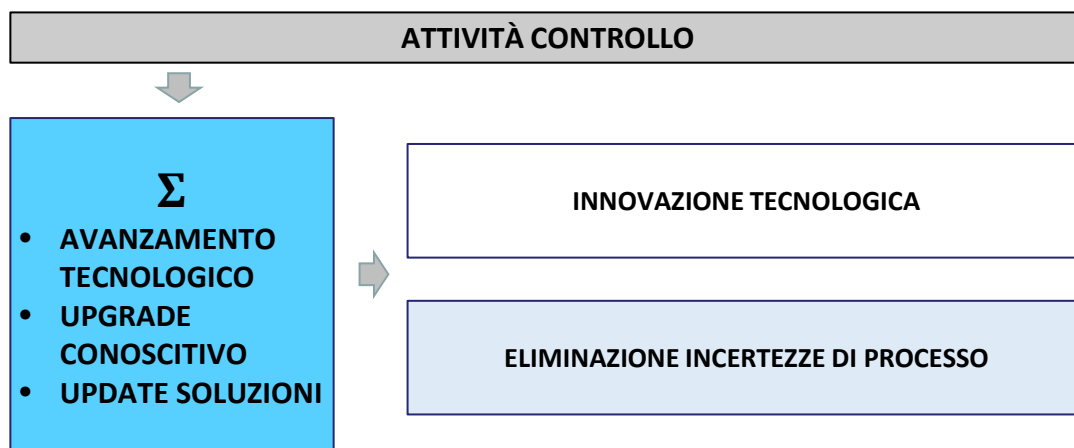 ATTIVITÀ CONTROLLO
Σ
• AVANZAMENTO
TECNOLOGICO
• UPGRADE
CONOSCITIVO
• UPDATE SOLUZIONI
INNOVAZIONE TECNOLOGICA
ELIMINAZIONE INCERTEZZE DI PROCESSO